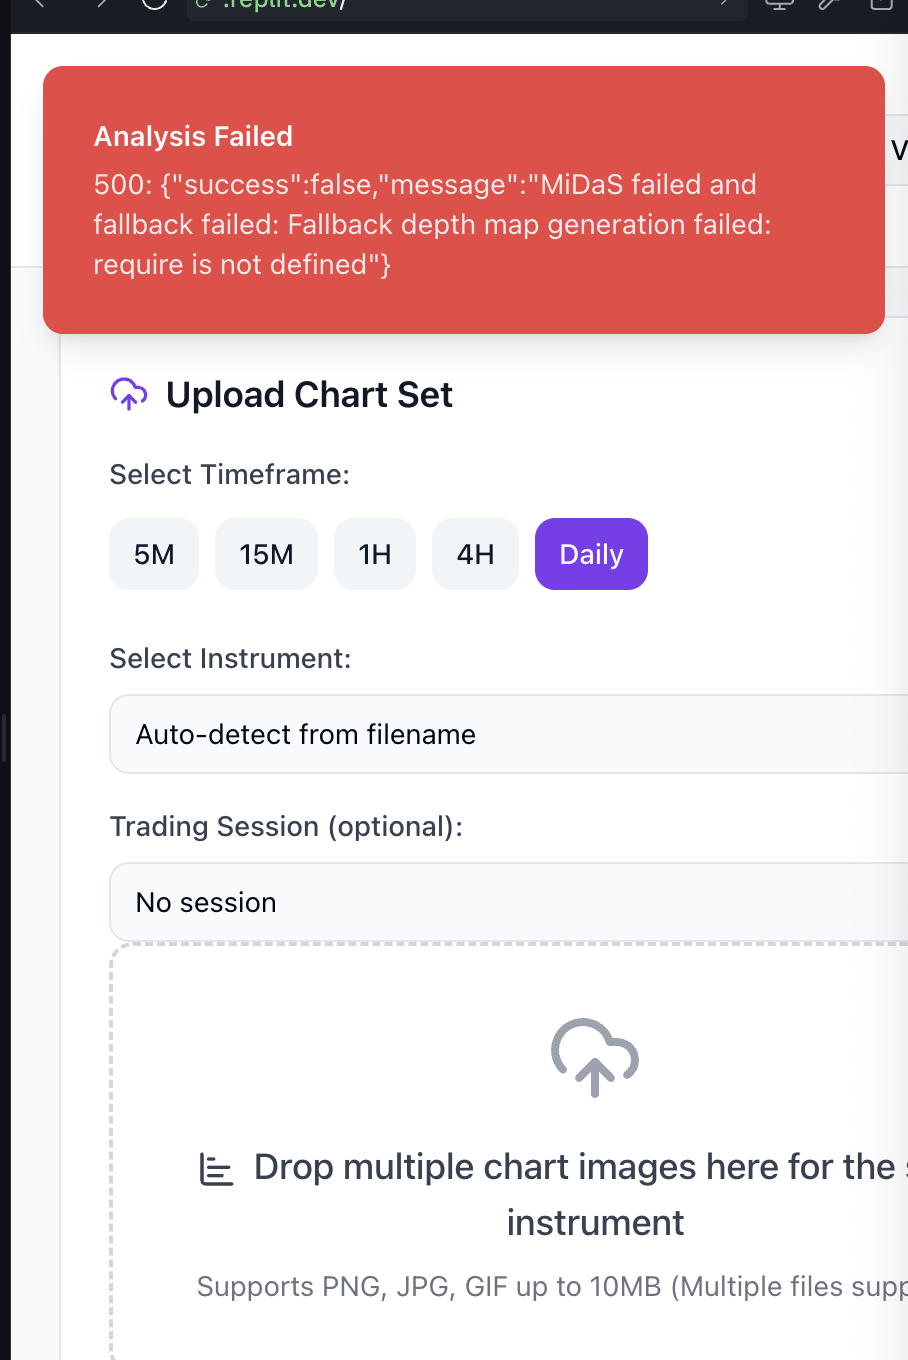 .replit.dev/
Analysis Failed
500: {"success":false,"message":"MiDaS failed and
fallback failed: Fallback depth map generation failed:
require is not defined"}
V
Upload Chart Set
Select Timeframe:
5M 15M 1H 4H Daily
Select Instrument:
Auto-detect from filename
Trading Session (optional):
No session
Drop multiple chart images here for the s
instrument
Supports PNG, JPG, GIF up to 10MB (Multiple files supp